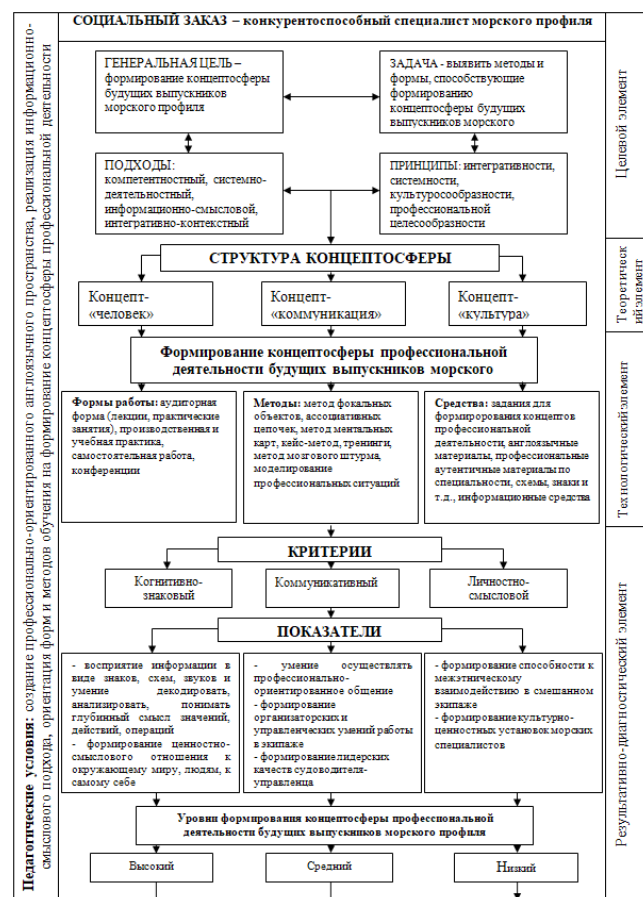 СОЦИАЛЬНЫЙ ЗАКАЗ – конкурентоспособный специалист морского профиля
ГЕНЕРАЛЬНАЯ ЦЕЛЬ –
формирование концептосферы
будущих выпускников
морского профиля
ЗАДАЧА - выявить методы и
формы, способствующие
формированию
концептосферы будущих
выпускников морского
ПОДХОДЫ:
компетентностный, системно-
деятельностный,
информационно-смысловой,
интегративно-контекстный
ПРИНЦИПЫ: интегративности,
системности,
культуросообразности,
профессиональной
целесообразности
Целевой элемент
СТРУКТУРА КОНЦЕПТОСФЕРЫ
Концепт-
«человек»
Концепт-
«коммуникация»
Концепт-
«культура»
Теоретическ
ий элемент
Формирование концептосферы профессиональной
деятельности будущих выпускников морского
Формы работы: аудиторная
форма (лекции, практические
занятия), производственная и
учебная практика,
самостоятельная работа,
конференции
Методы: метод фокальных
объектов, ассоциативных
цепочек, метод ментальных
карт, кейс-метод, тренинги,
метод мозгового штурма,
моделирование
профессиональных ситуаций
Средства: задания для
формиророва­ния концептов
профессиональной
деятельности, англоязычные
материалы, профессиональные
аутентичные материалы по
специальности, схемы, знаки и
т.д., информационные средства
Технологический элемент
КРИТЕРИИ
Когнитивно-
знаковый
Коммуникативный
Личностно-
смысловой
ПОКАЗАТЕЛИ
- восприятие информации в
виде знаков, схем, звуков и
умение декодировать,
анализировать, понимать
глубинный смысл значений,
действий, операций
- формирование ценностно-
смыслового отношения к
окружающему миру, людям, к
самому себе
- умение осуществлять
профессионально-
ориентированное общение
- формирование
организаторских и
управленческих умений работы
в экипаже
- формирование лидерских
качеств судоводителя-
управленца
- формирование способности к
межэтническому
взаимодействию в смешанном
экипаже
- формирование культурно-
ценностных установок морских
специалистов
Уровни формирования концептосферы профессиональной
деятельности будущих выпускников морского профиля
Высокий
Средний
Низкий
Результативно-диагностический элемент
Педагогические условия: создание профессионально-ориентированного англоязычного пространства, реализация информационно-
смыслового подхода, ориентация форм и методов обучения на формирование концептосферы профессиональной деятельности